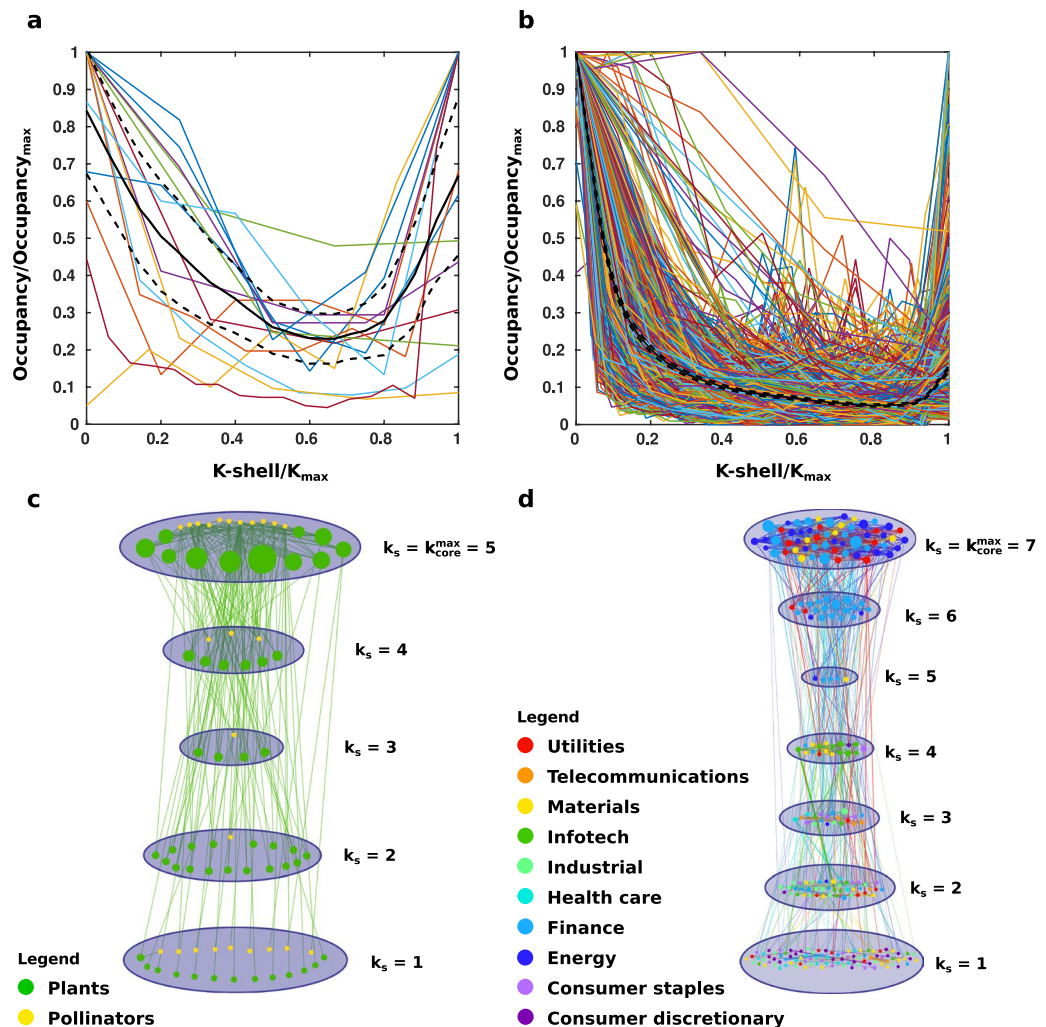 a
1
0.9
0.8
0.7
0.6
0.5
0.4
0.3
0.2
0.1
0
0 0.2 0.4 0.6 0.8 1
Occupancy/Occupancymax
K-shell/Kmax
b
1
0.9
0.8
0.7
0.6
0.5
0.4
0.3
0.2
0.1
0
0 0.2 0.4 0.6 0.8 1
Occupancy/Occupancymax
K-shell/Kmax
c
ks = kmaxcore = 5
ks = 4
ks = 3
ks = 2
ks = 1
Legend
Plants
Pollinators
d
ks = kmaxcore = 7
ks = 6
ks = 5
ks = 4
ks = 3
ks = 2
ks = 1
Legend
Utilities
Telecommunications
Materials
Infotech
Industrial
Health care
Finance
Energy
Consumer staples
Consumer discretionary